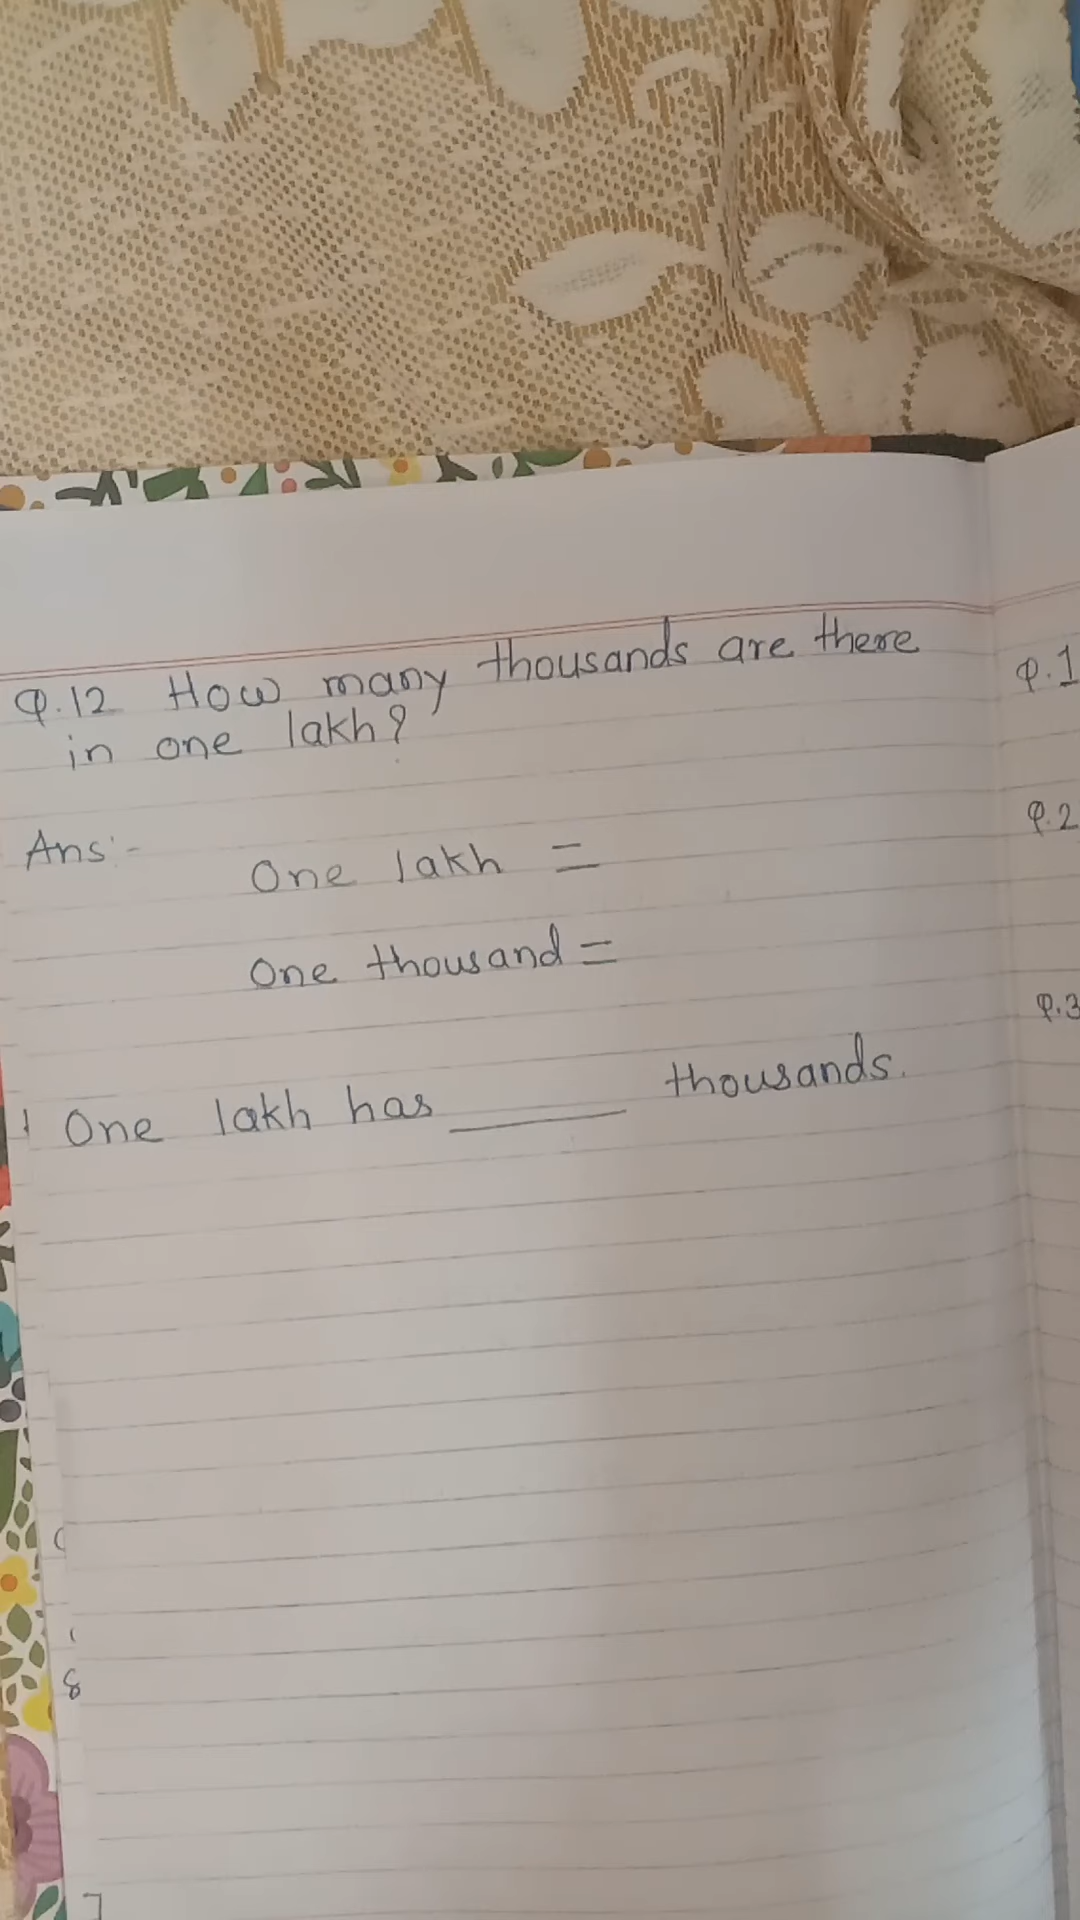 Q.12 How many thousands are there
in one lakh?
Ans:-
One lakh =
One thousand =
One lakh has ______ thousands.
Q.1
Q.2
Q.3
8